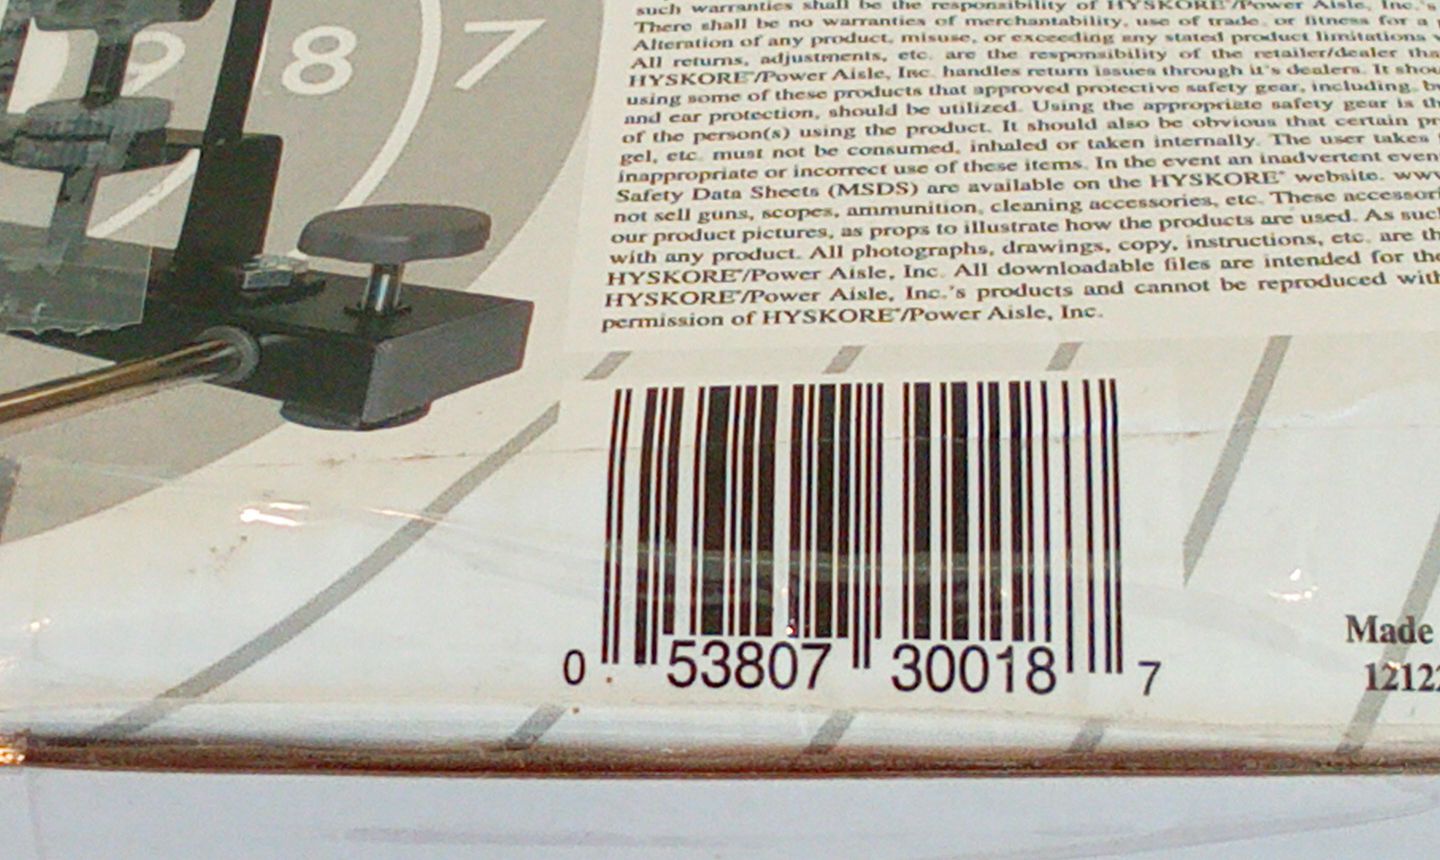 such warranties shall be the responsibility of HYSKORE®/Power Aisle, Inc.'s
There shall be no warranties of merchantability, use of trade, or fitness for a
Alteration of any product, misuse, or exceeding any stated product limitations
All returns, adjustments, etc. are the responsibility of the retailer/dealer
HYSKORE®/Power Aisle, Inc. handles return issues through it's dealers. It
using some of these products that approved protective safety gear, including,
and ear protection, should be utilized. Using the appropriate safety gear is
of the person(s) using the product. It should also be obvious that certain
gel, etc. must not be consumed, inhaled or taken internally. The user takes
inappropriate or incorrect use of these items. In the event an inadvertent
Safety Data Sheets (MSDS) are available on the HYSKORE® website. www
not sell guns, scopes, ammunition, cleaning accessories, etc. These
our product pictures, as props to illustrate how the products are used. As
with any product. All photographs, drawings, copy, instructions, etc. are
HYSKORE®/Power Aisle, Inc. All downloadable files are intended for
HYSKORE®/Power Aisle, Inc.'s products and cannot be reproduced
permission of HYSKORE®/Power Aisle, Inc.
9 8 7
0 53807 30018 7
Made
1212